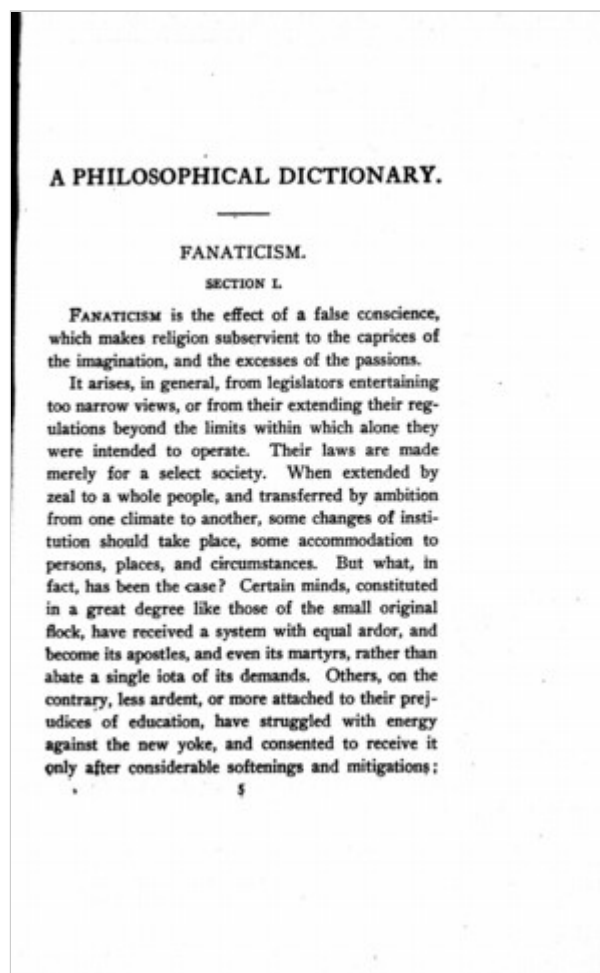 A PHILOSOPHICAL DICTIONARY.
FANATICISM.
SECTION I.
FANATICISM is the effect of a false conscience,
which makes religion subservient to the caprices of
the imagination, and the excesses of the passions.
It arises, in general, from legislators entertaining
too narrow views, or from their extending their reg-
ulations beyond the limits within which alone they
were intended to operate. Their laws are made
merely for a select society. When extended by
zeal to a whole people, and transferred by ambition
from one climate to another, some changes of insti-
tution should take place, some accommodation to
persons, places, and circumstances. But what, in
fact, has been the case? Certain minds, constituted
in a great degree like those of the small original
flock, have received a system with equal ardor, and
become its apostles, and even its martyrs, rather than
abate a single iota of its demands. Others, on the
contrary, less ardent, or more attached to their prej-
udices of education, have struggled with energy
against the new yoke, and consented to receive it
only after considerable softenings and mitigations;
5